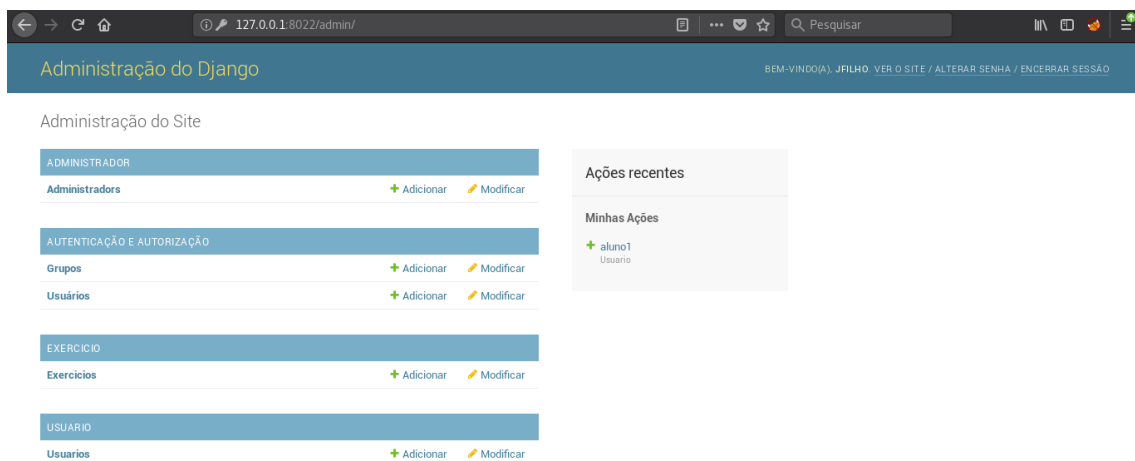 127.0.0.1:8022/admin/
Pesquisar
Administração do Django
BEM-VINDO(A), JFILHO. VER O SITE / ALTERAR SENHA / ENCERRAR SESSÃO
Administração do Site
ADMINISTRADOR
Administradors Adicionar Modificar
AUTENTICAÇÃO E AUTORIZAÇÃO
Grupos Adicionar Modificar
Usuários Adicionar Modificar
EXERCICIO
Exercicios Adicionar Modificar
USUARIO
Usuarios Adicionar Modificar
Ações recentes
Minhas Ações
aluno1
Usuario